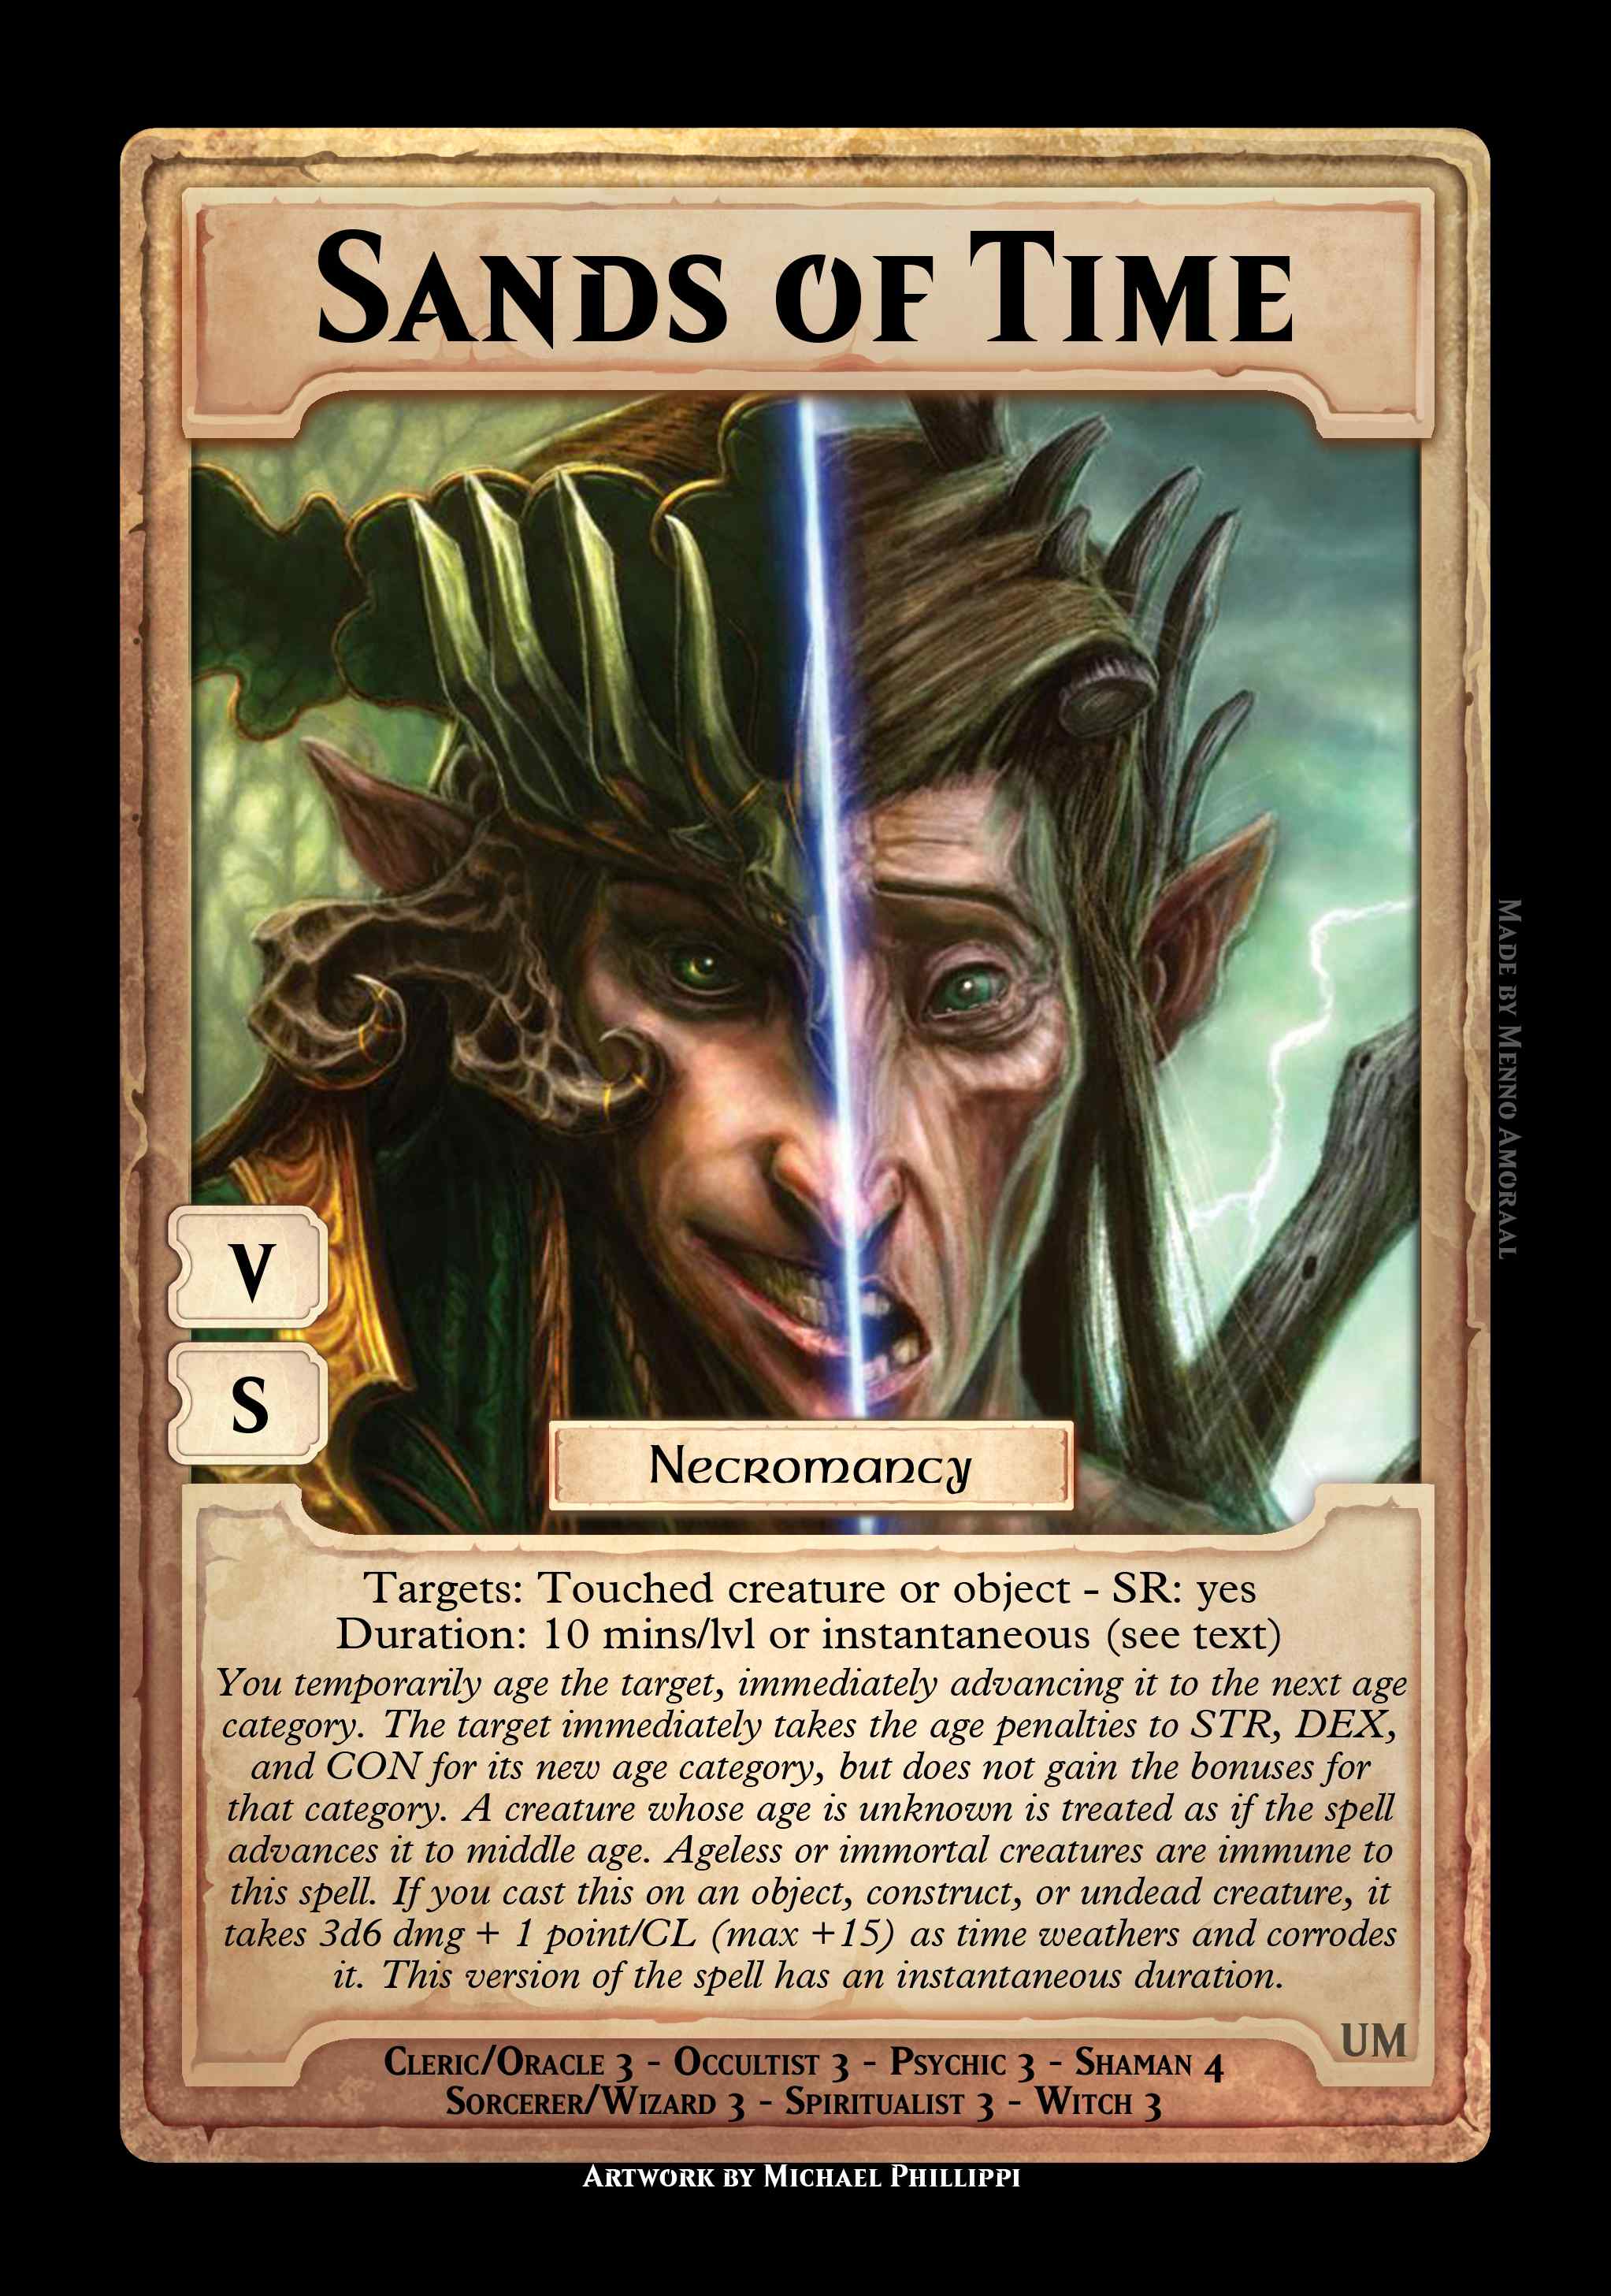 Sands of Time
V
S
Necromancy
Targets: Touched creature or object - SR: yes
Duration: 10 mins/lvl or instantaneous (see text)
You temporarily age the target, immediately advancing it to the next age
category. The target immediately takes the age penalties to STR, DEX,
and CON for its new age category, but does not gain the bonuses for
that category. A creature whose age is unknown is treated as if the spell
advances it to middle age. Ageless or immortal creatures are immune to
this spell. If you cast this on an object, construct, or undead creature, it
takes 3d6 dmg + 1 point/CL (max +15) as time weathers and corrodes
it. This version of the spell has an instantaneous duration.
UM
Cleric/Oracle 3 - Occultist 3 - Psychic 3 - Shaman 4
Sorcerer/Wizard 3 - Spiritualist 3 - Witch 3
Artwork by Michael Phillippi
Made by Menno Amoraal